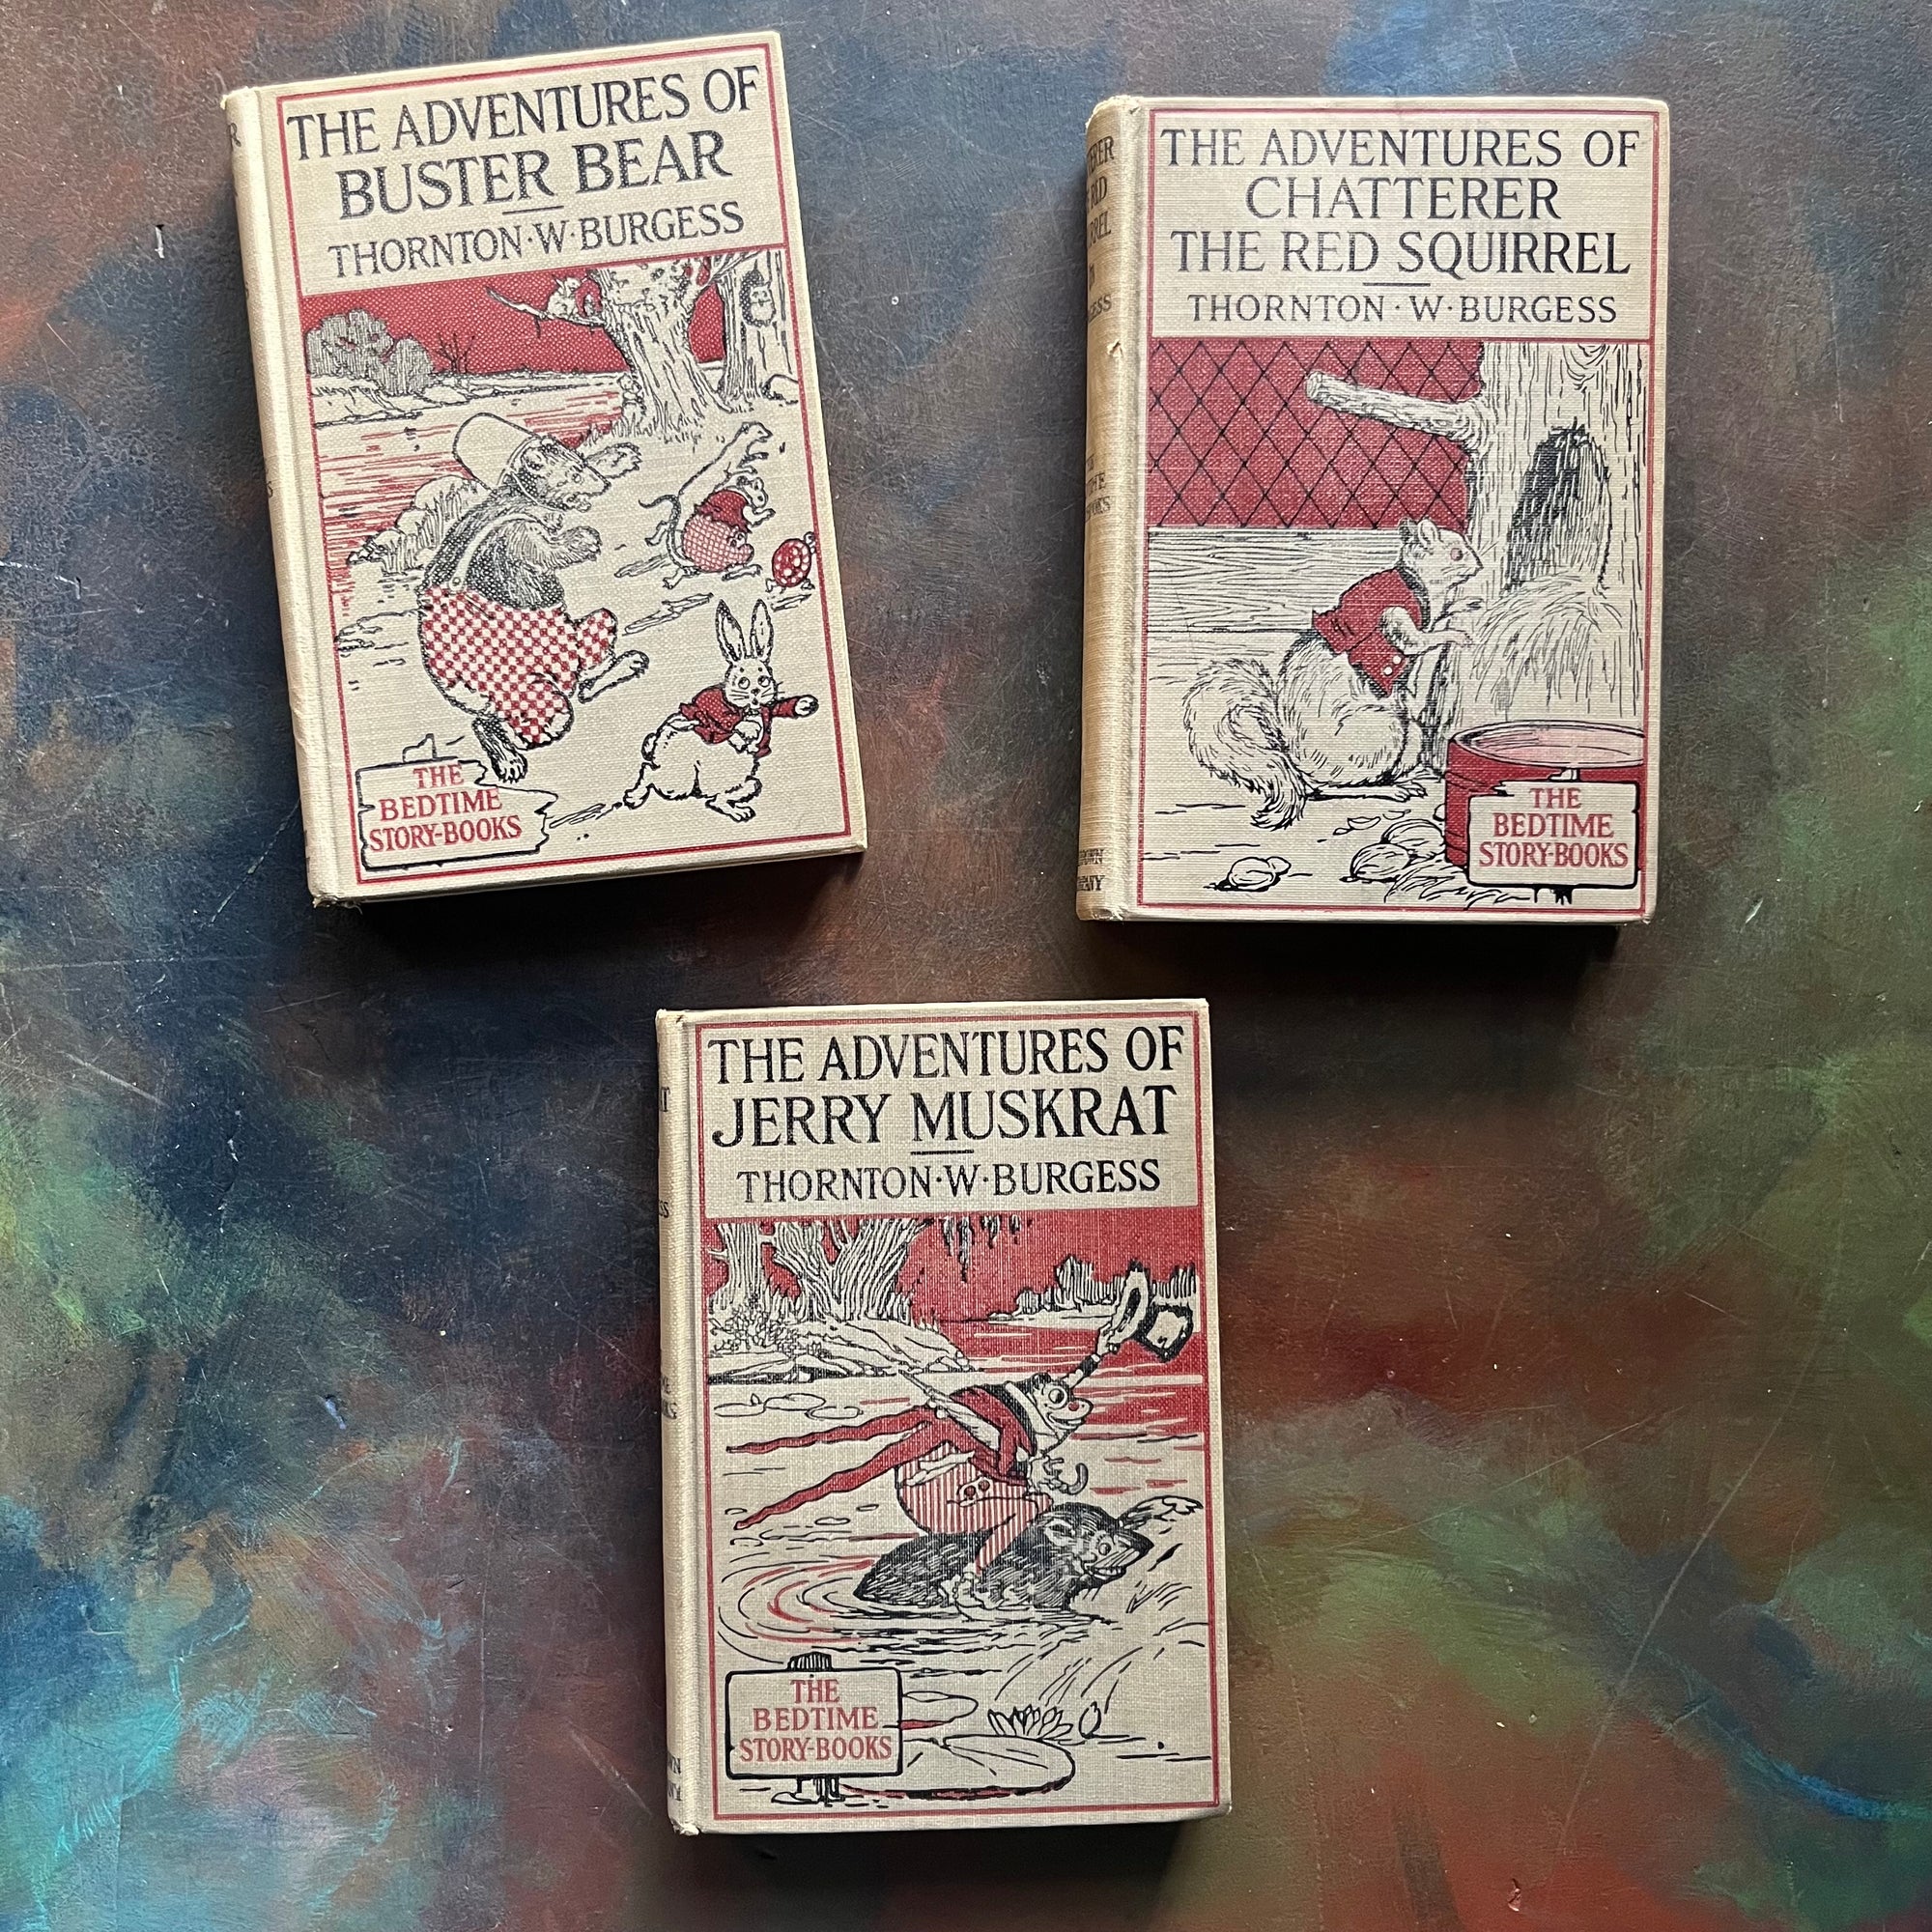 THE ADVENTURES OF
BUSTER BEAR
THORNTON·W·BURGESS
THE
BEDTIME
STORY-BOOKS
THE ADVENTURES OF
CHATTERER
THE RED SQUIRREL
THORNTON·W·BURGESS
THE
BEDTIME
STORY-BOOKS
THE ADVENTURES OF
JERRY MUSKRAT
THORNTON·W·BURGESS
THE
BEDTIME
STORY-BOOKS